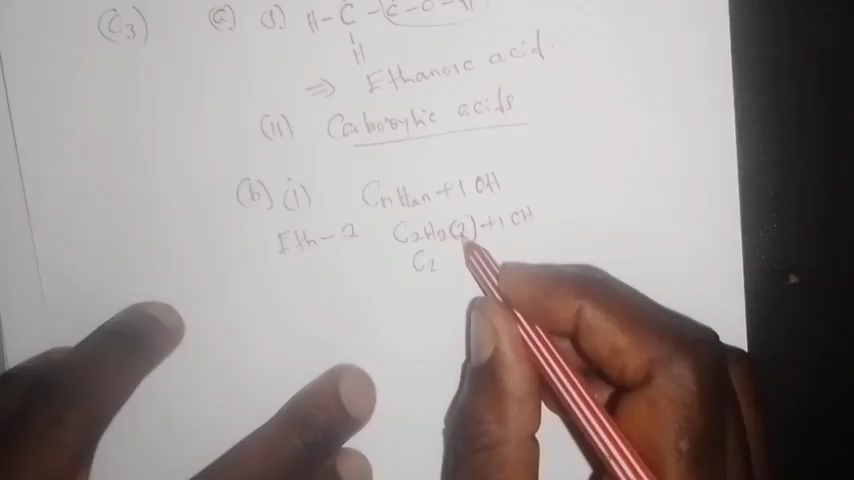 (C3) (a) (i) H-C-C-O-H
H
⇒ Ethanoic acid.
(ii) Carboxylic acids
(b) (i) CnH2n+1 OH
Eth-2 C2H2(2)+1 OH
C2